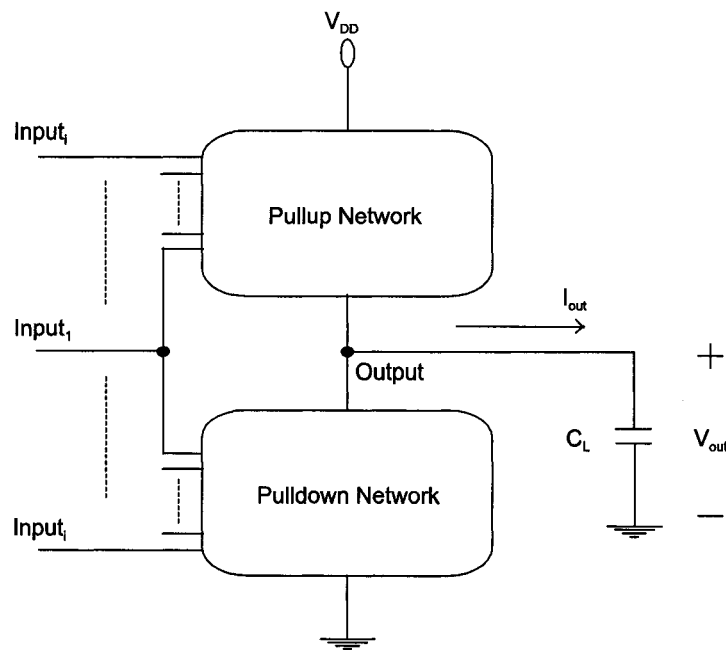 V_DD
Input_i
Pullup Network
I_out
Input_1
+
Output
C_L
V_out
Pulldown Network
−
Input_i